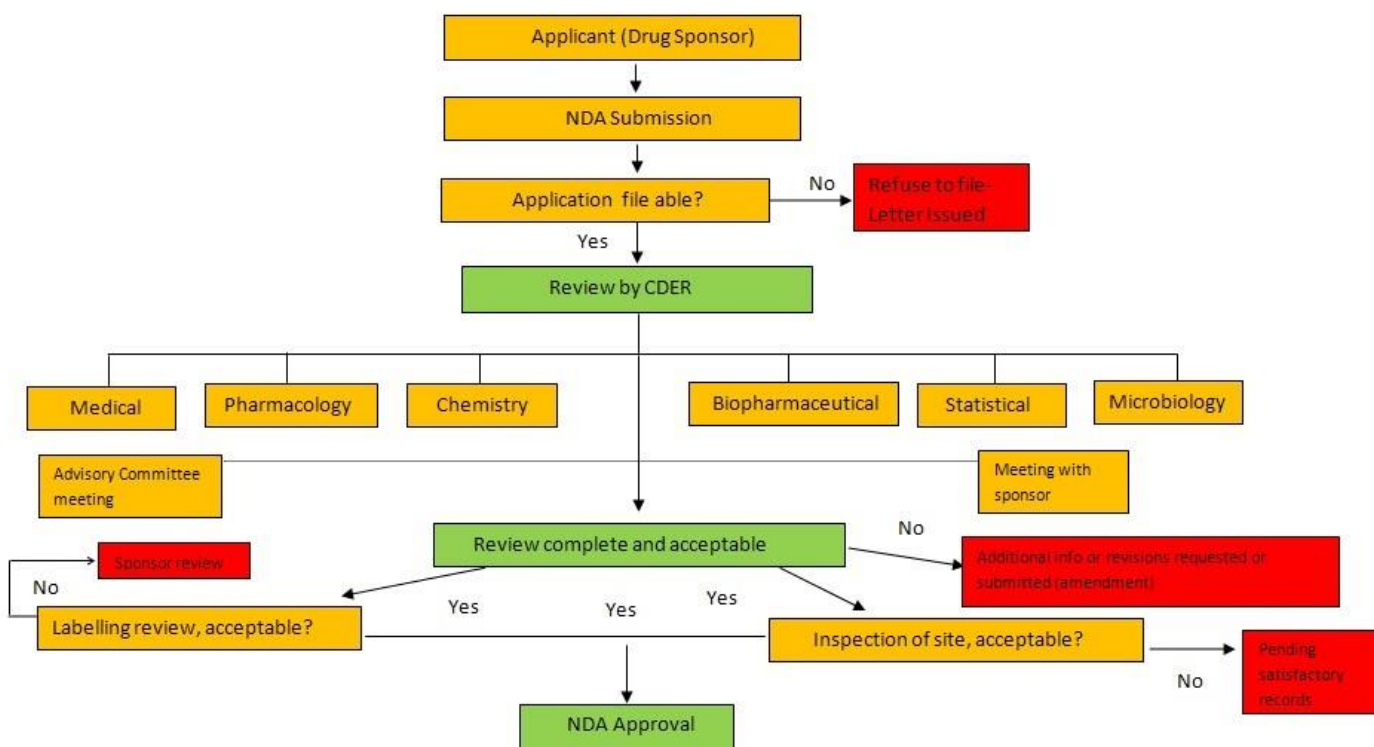 Applicant (Drug Sponsor)
NDA Submission
Application file able?
No
Refuse to file-
Letter Issued
Yes
Review by CDER
Medical
Pharmacology
Chemistry
Biopharmaceutical
Statistical
Microbiology
Advisory Committee
meeting
Meeting with
sponsor
Review complete and acceptable
No
Additional info or revisions requested or
submitted (amendment)
Sponsor review
No
Labelling review, acceptable?
Yes
Yes
Yes
Inspection of site, acceptable?
No
Pending
satisfactory
records
NDA Approval